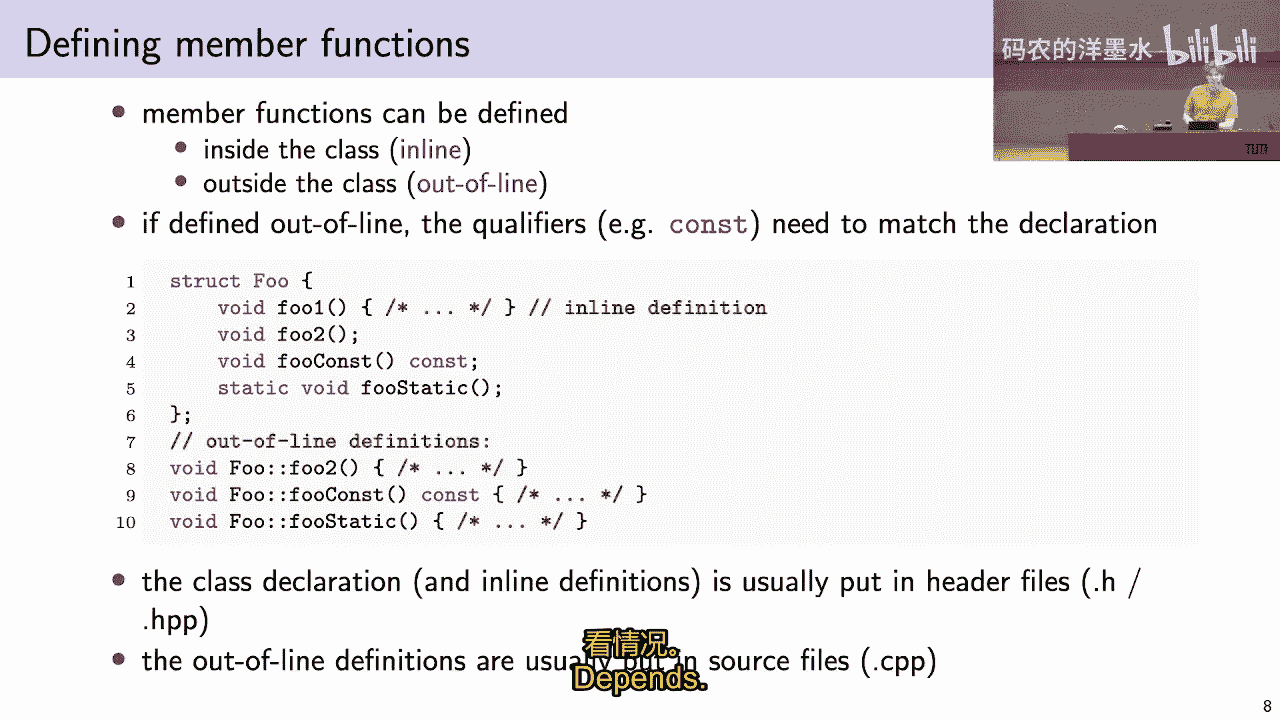 Defining member functions
码农的洋墨水 bilibili
TUM
• member functions can be defined
• inside the class (inline)
• outside the class (out-of-line)
• if defined out-of-line, the qualifiers (e.g. const) need to match the declaration
1 struct Foo {
2 void foo1() { /* ... */ } // inline definition
3 void foo2();
4 void fooConst() const;
5 static void fooStatic();
6 };
7 // out-of-line definitions:
8 void Foo::foo2() { /* ... */ }
9 void Foo::fooConst() const { /* ... */ }
10 void Foo::fooStatic() { /* ... */ }
• the class declaration (and inline definitions) is usually put in header files (.h /
.hpp)
• the out-of-line definitions are usually put in source files (.cpp)
看情况。
Depends.
8